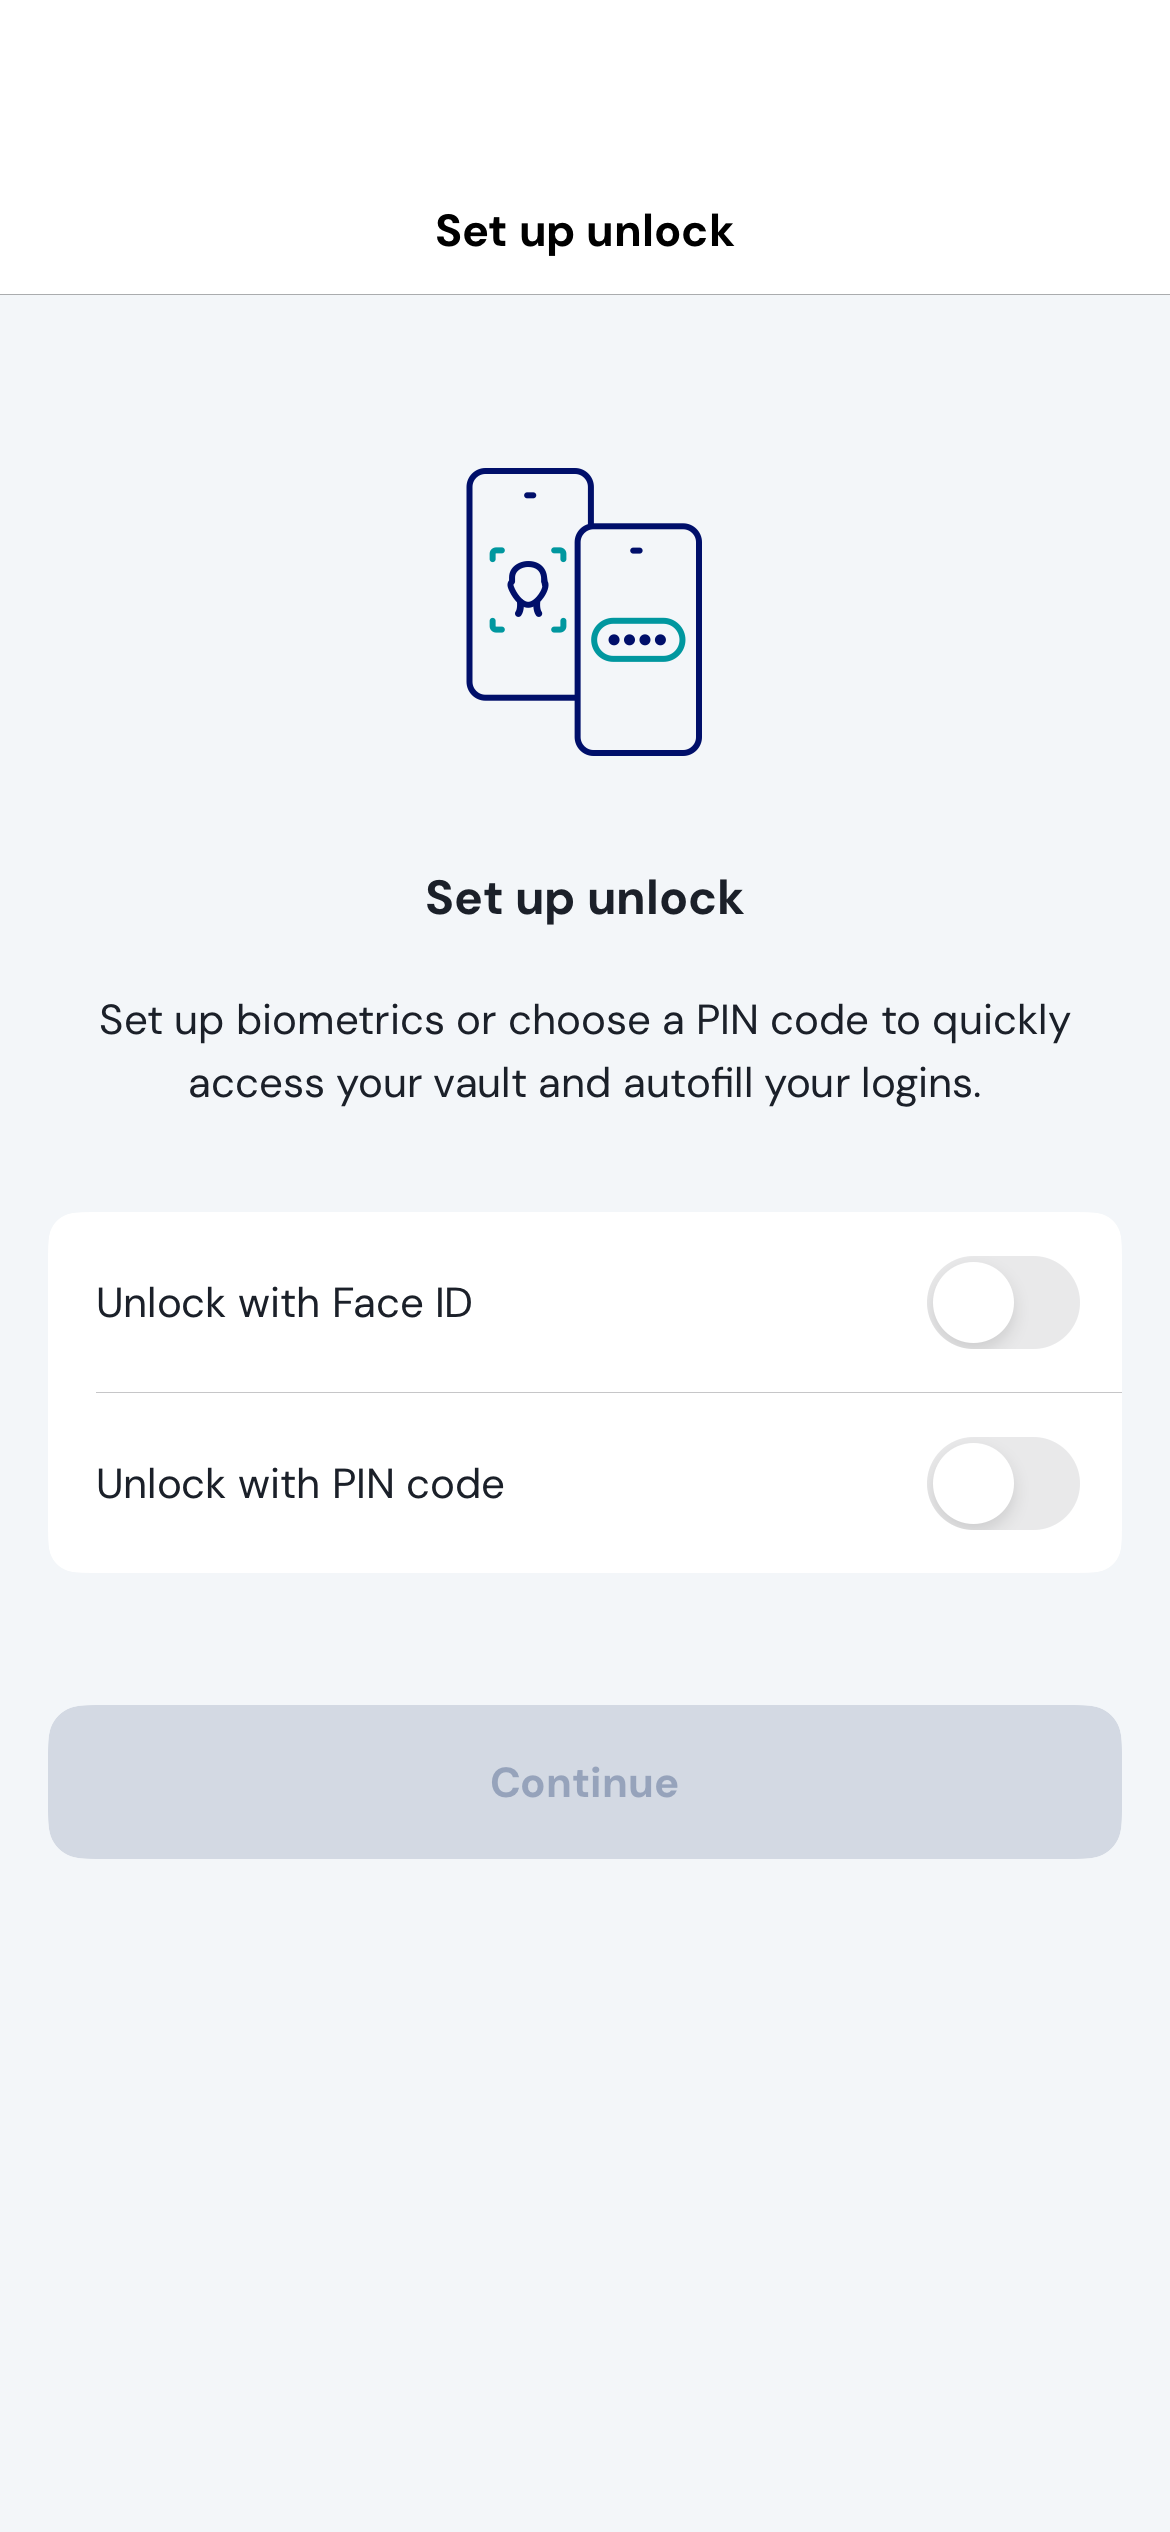 Set up unlock
Set up unlock
Set up biometrics or choose a PIN code to quickly
access your vault and autofill your logins.
Unlock with Face ID
Unlock with PIN code
Continue